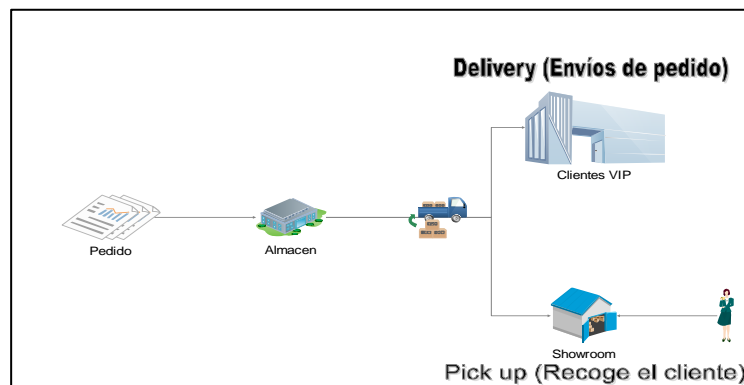 Delivery (Envíos de pedido)
Clientes VIP
Pedido
Almacen
Showroom
Pick up (Recoge el cliente)